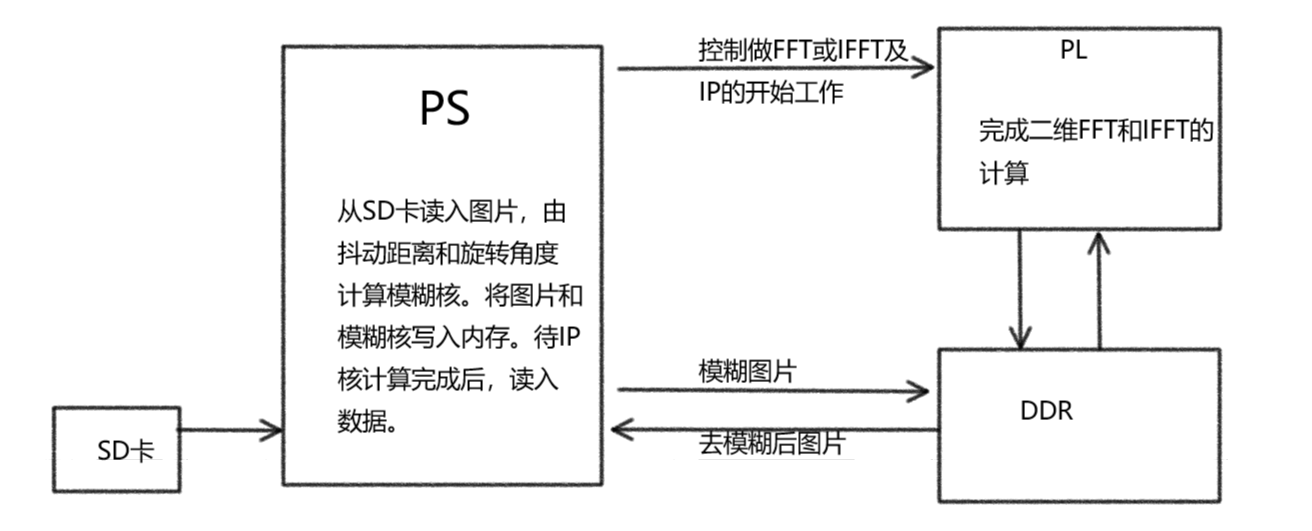 控制做FFT或IFFT及
IP的开始工作
PL
完成二维FFT和IFFT的
计算
PS
从SD卡读入图片，由
抖动距离和旋转角度
计算模糊核。将图片和
模糊核写入内存。待IP
核计算完成后，读入
数据。
模糊图片
去模糊后图片
DDR
SD卡